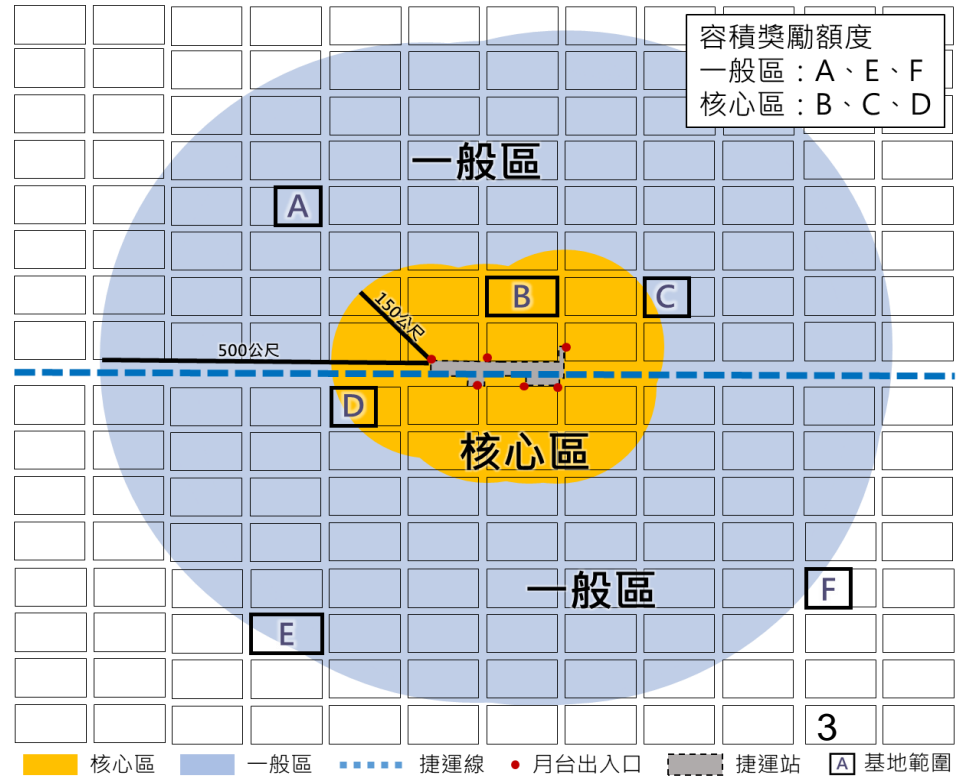 容積獎勵額度
一般區：A、E、F
核心區：B、C、D
一般區
A
B
C
150公尺
500公尺
D
核心區
一般區
F
E
3
核心區
一般區
捷運線
月台出入口
捷運站
A
基地範圍